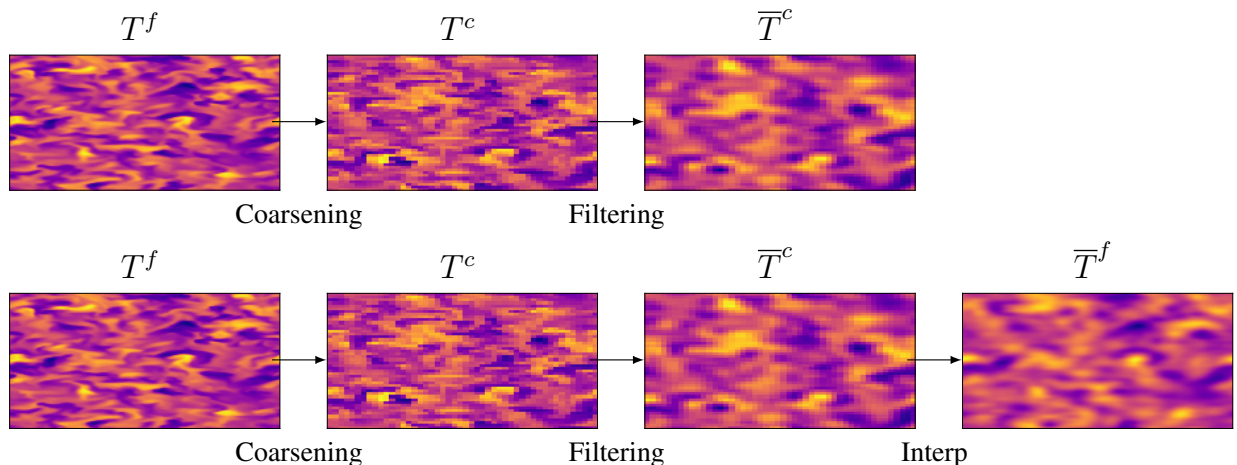 T^f T^c T̅^c
Coarsening Filtering
T^f T^c T̅^c T̅^f
Coarsening Filtering Interp